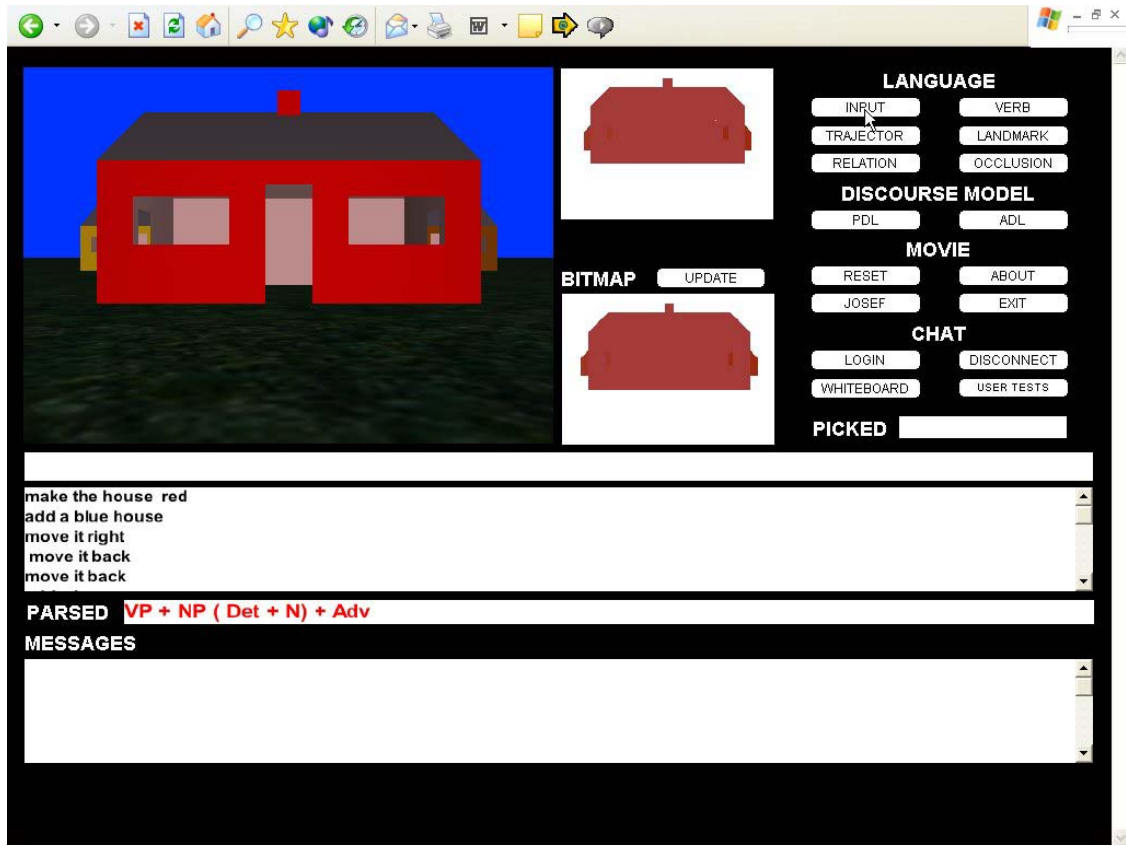 LANGUAGE
INPUT VERB
TRAJECTOR LANDMARK
RELATION OCCLUSION
DISCOURSE MODEL
PDL ADL
MOVIE
BITMAP UPDATE
RESET ABOUT
JOSEF EXIT
CHAT
LOGIN DISCONNECT
WHITEBOARD USER TESTS
PICKED
make the house red
add a blue house
move it right
move it back
move it back
PARSED VP + NP ( Det + N) + Adv
MESSAGES